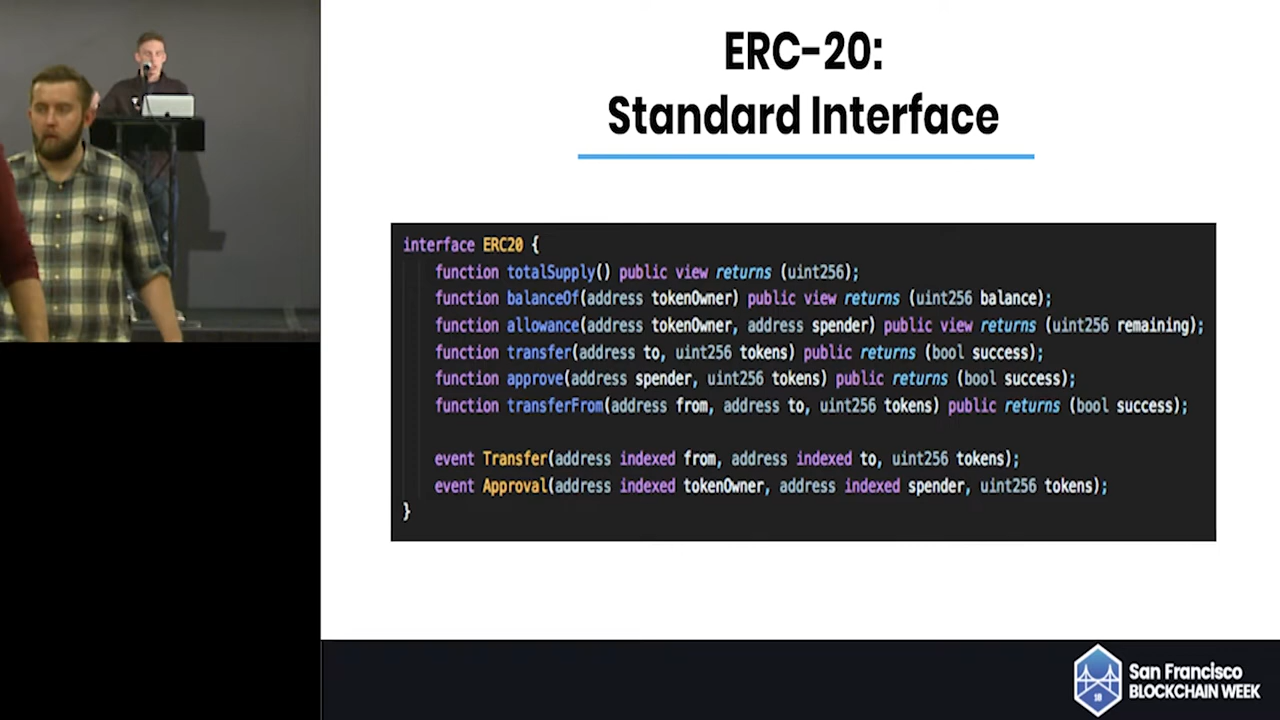 ERC-20:
Standard Interface
interface ERC20 {
function totalSupply() public view returns (uint256);
function balanceOf(address tokenOwner) public view returns (uint256 balance);
function allowance(address tokenOwner, address spender) public view returns (uint256 remaining);
function transfer(address to, uint256 tokens) public returns (bool success);
function approve(address spender, uint256 tokens) public returns (bool success);
function transferFrom(address from, address to, uint256 tokens) public returns (bool success);
event Transfer(address indexed from, address indexed to, uint256 tokens);
event Approval(address indexed tokenOwner, address indexed spender, uint256 tokens);
}
18
San Francisco
BLOCKCHAIN WEEK